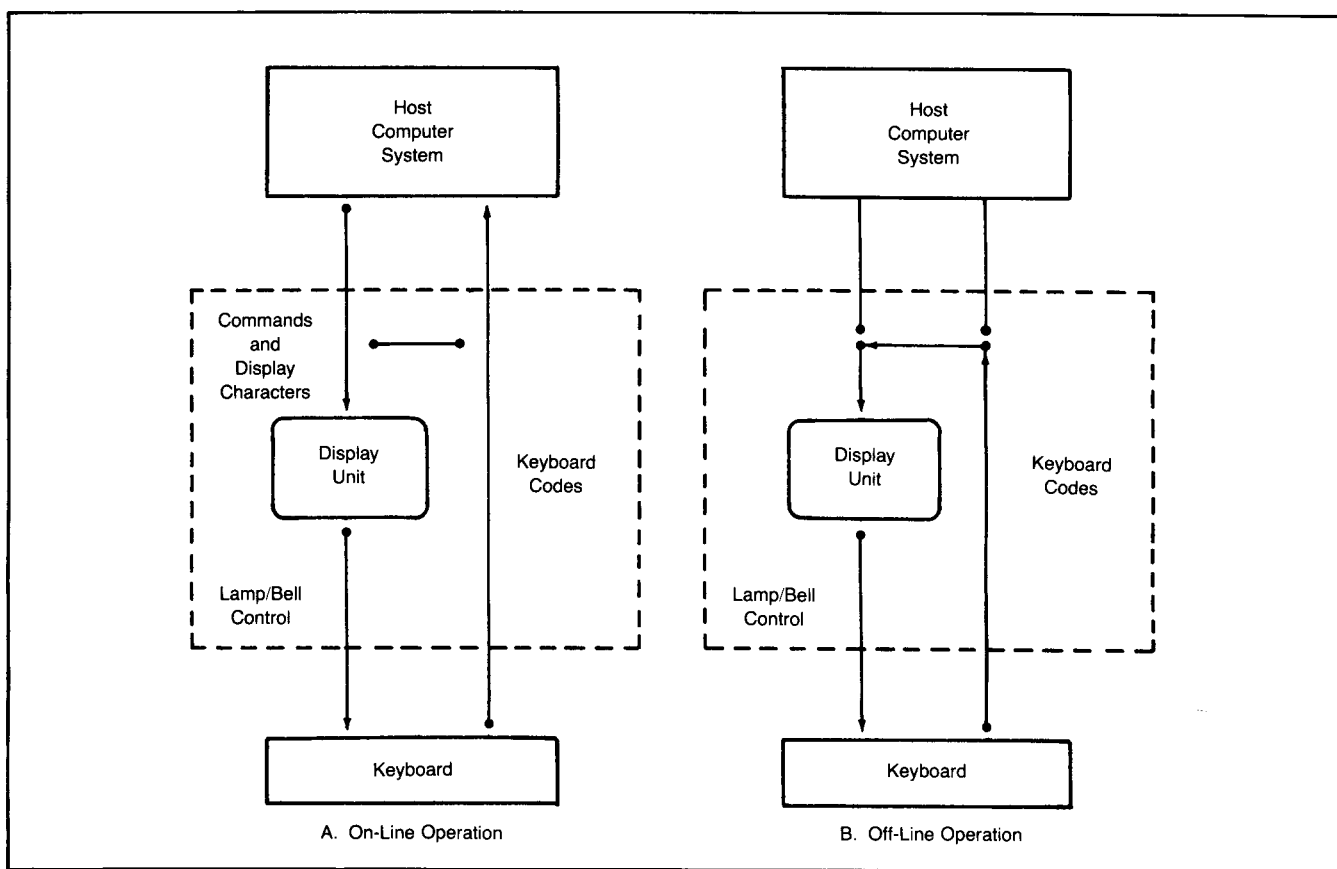 Host
Computer
System
Commands
and
Display
Characters
Display
Unit
Keyboard
Codes
Lamp/Bell
Control
Keyboard
A. On-Line Operation
Host
Computer
System
Display
Unit
Keyboard
Codes
Lamp/Bell
Control
Keyboard
B. Off-Line Operation